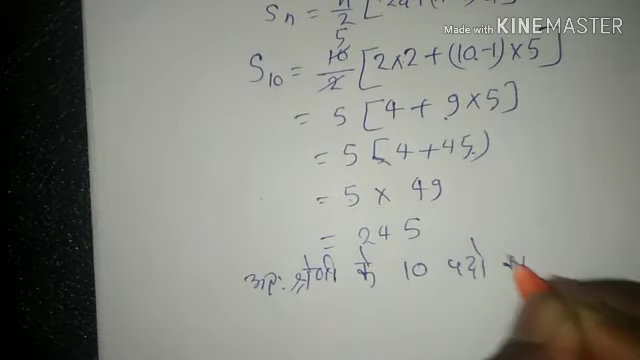 Made with KINEMASTER
Sn = n/2 [2a+(
S10 = 10/2 5 [2×2+(10-1)×5]
= 5 [4+9×5]
= 5 [4+45]
= 5 × 49
= 245
अतः श्रेणी के 10 पदों